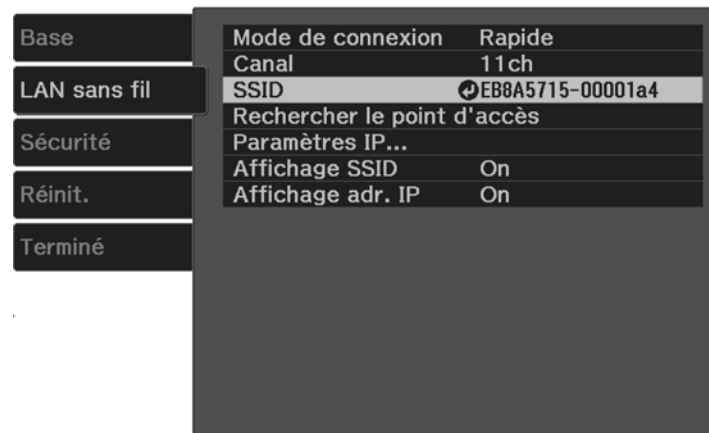 Base
LAN sans fil
Sécurité
Réinit.
Terminé
Mode de connexion Rapide
Canal 11ch
SSID EB8A5715-00001a4
Rechercher le point d'accès
Paramètres IP...
Affichage SSID On
Affichage adr. IP On